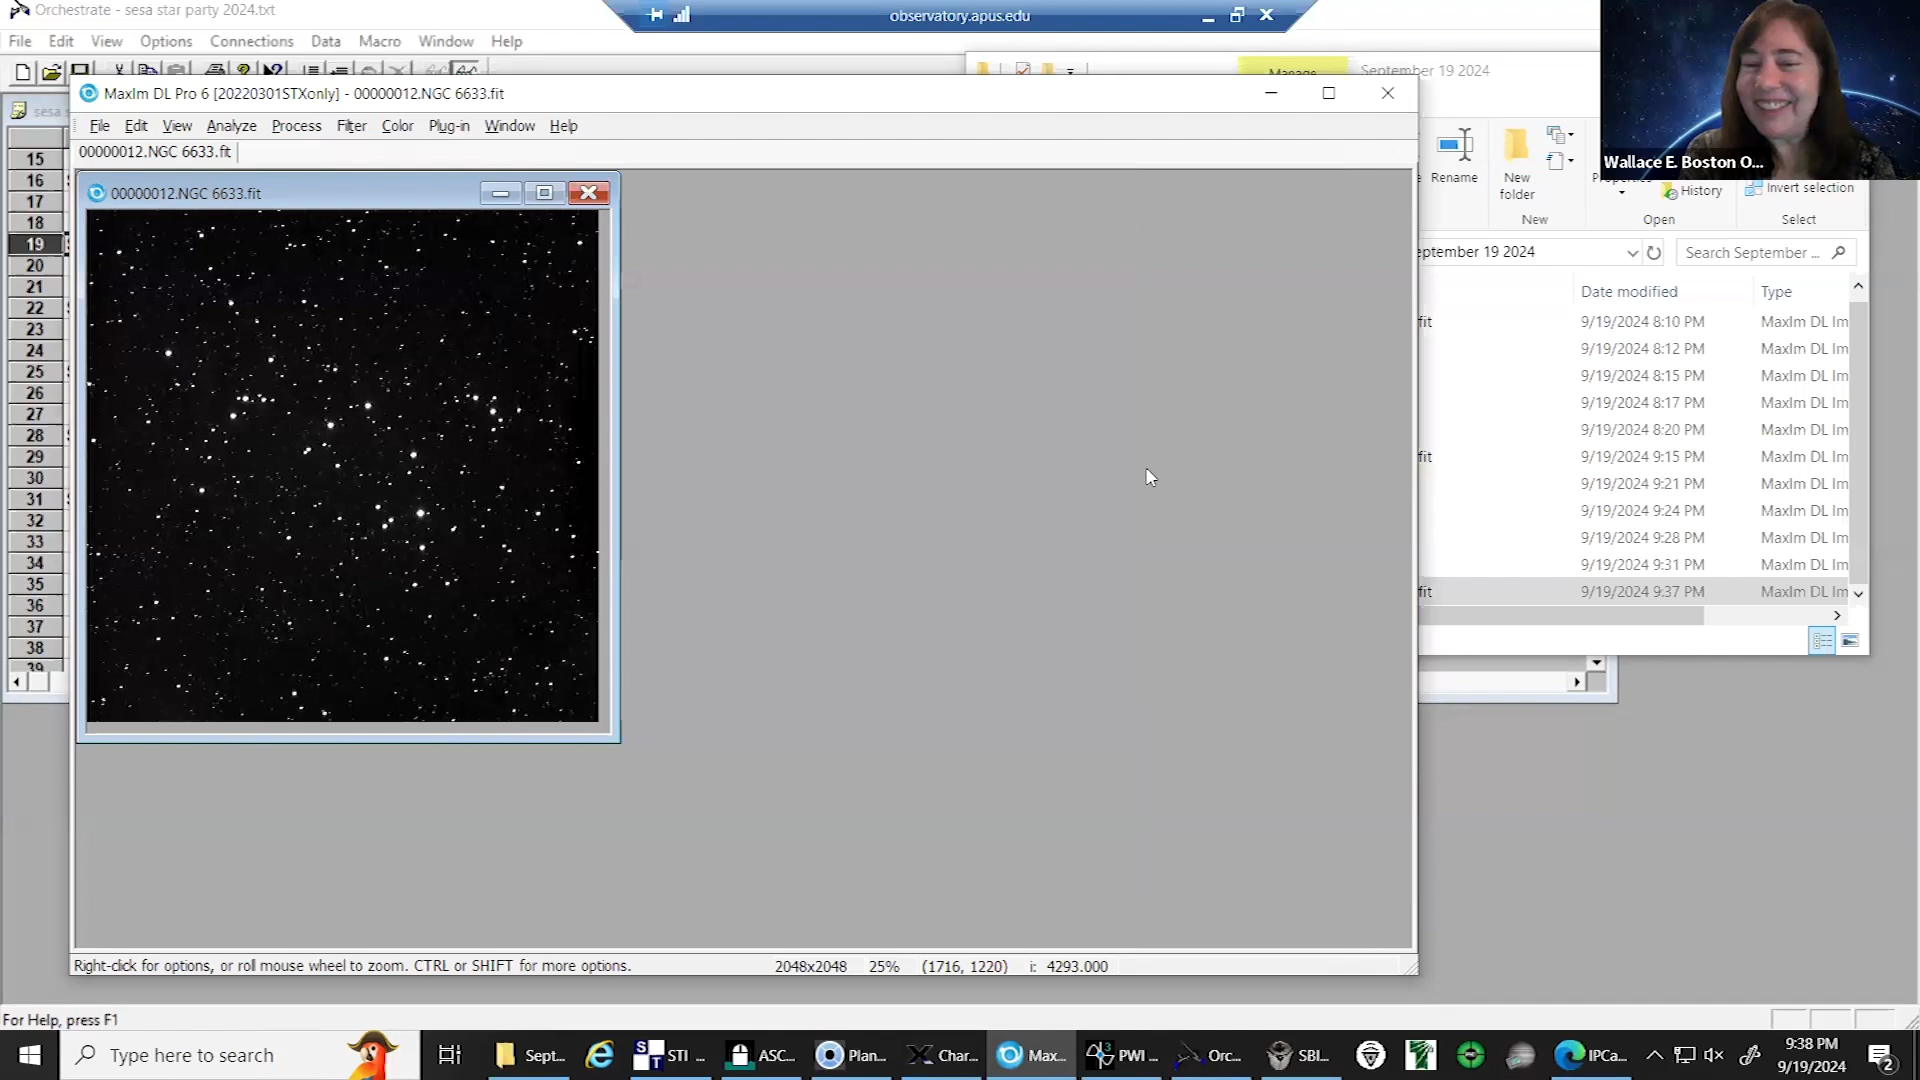 Orchestrate - sesa star party 2024.txt
observatory.apus.edu
File Edit View Options Connections Data Macro Window Help
September 19 2024
MaxIm DL Pro 6 [20220301STXonly] - 00000012.NGC 6633.fit
File Edit View Analyze Process Filter Color Plug-in Window Help
00000012.NGC 6633.fit
00000012.NGC 6633.fit
Wallace E. Boston O...
Rename
New folder
History
Invert selection
New
Open
Select
September 19 2024
Search September ...
Date modified
Type
fit 9/19/2024 8:10 PM MaxIm DL Im
9/19/2024 8:12 PM MaxIm DL Im
9/19/2024 8:15 PM MaxIm DL Im
9/19/2024 8:17 PM MaxIm DL Im
9/19/2024 8:20 PM MaxIm DL Im
fit 9/19/2024 9:15 PM MaxIm DL Im
9/19/2024 9:21 PM MaxIm DL Im
9/19/2024 9:24 PM MaxIm DL Im
9/19/2024 9:28 PM MaxIm DL Im
9/19/2024 9:31 PM MaxIm DL Im
fit 9/19/2024 9:37 PM MaxIm DL Im
15
16
17
18
19
20
21
22
23
24
25
26
27
28
29
30
31
32
33
34
35
36
37
38
39
Right-click for options, or roll mouse wheel to zoom. CTRL or SHIFT for more options. 2048x2048 25% (1716, 1220) i: 4293.000
For Help, press F1
Type here to search
Sept... STI ... ASC... Plan... Char... Max... PWI ... Orc... SBI... IPCa...
9:38 PM
9/19/2024
2